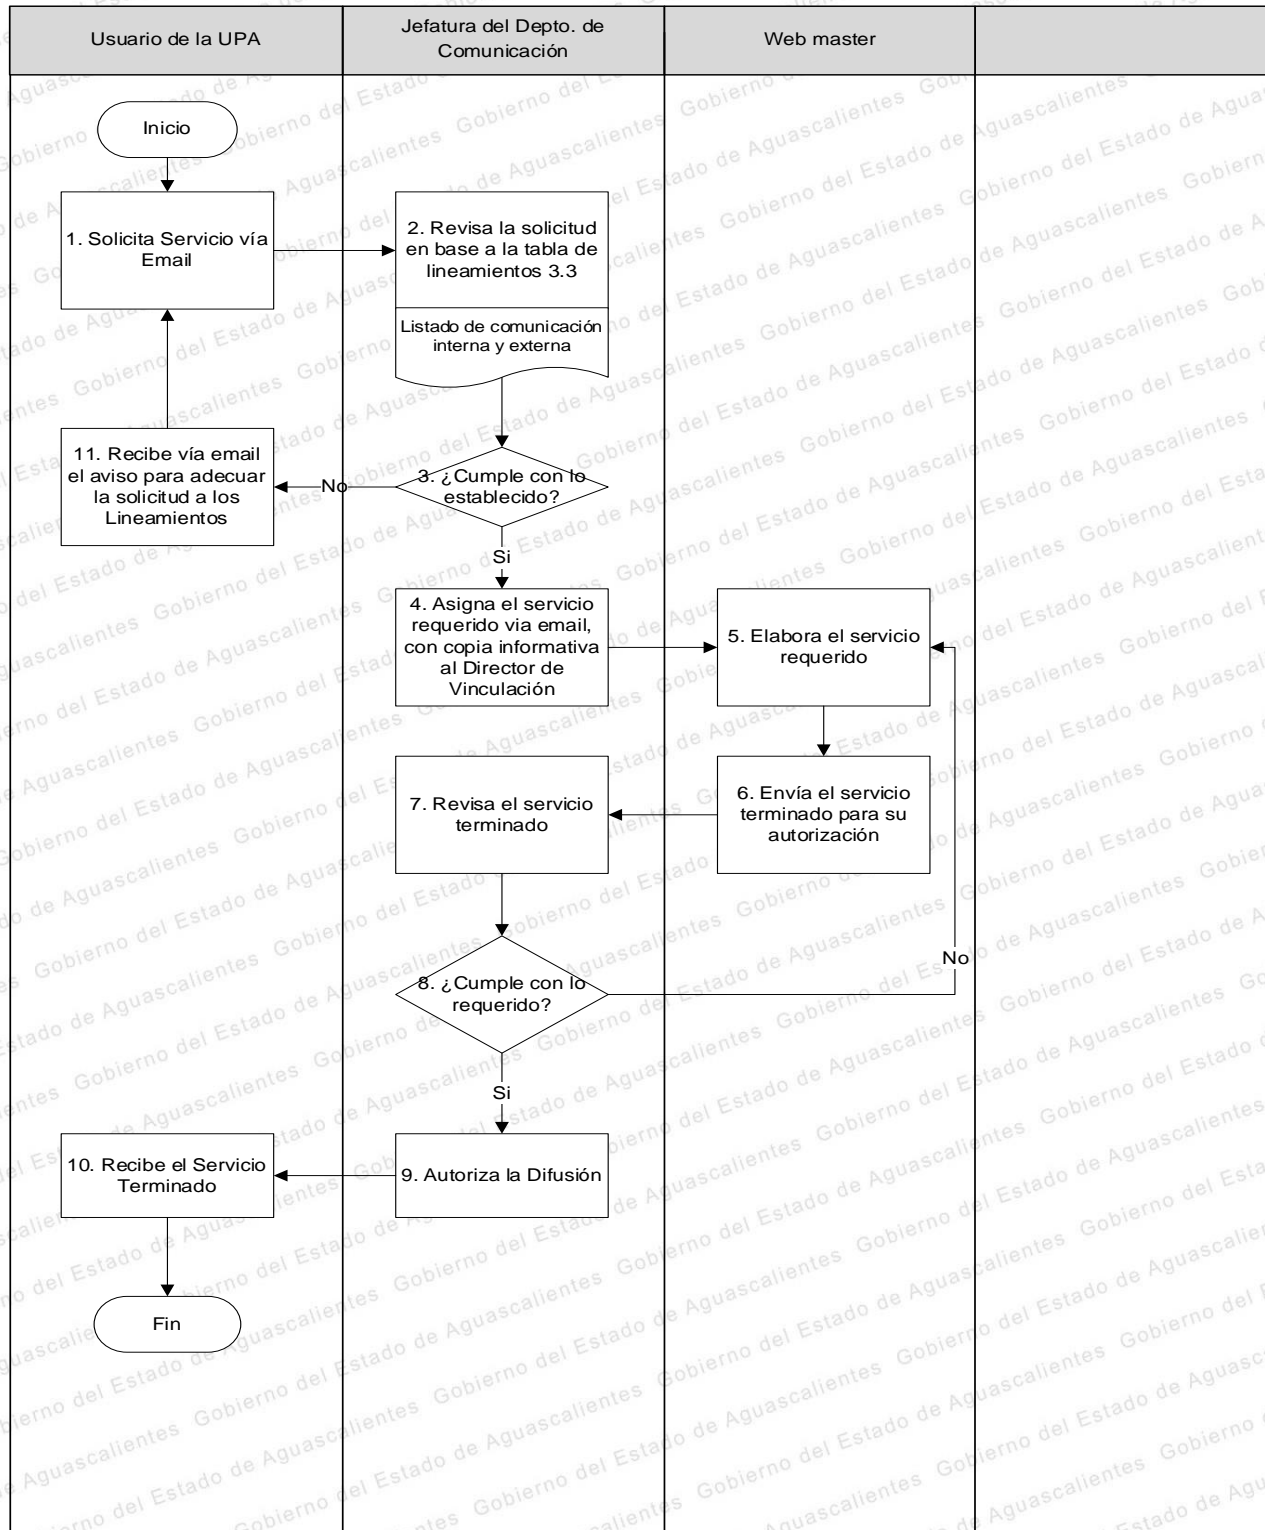 Usuario de la UPA
Jefatura del Depto. de
Comunicación
Web master
Inicio
1. Solicita Servicio vía
Email
2. Revisa la solicitud
en base a la tabla de
lineamientos 3.3
Listado de comunicación
interna y externa
11. Recibe vía email
el aviso para adecuar
la solicitud a los
Lineamientos
No
3. ¿Cumple con lo
establecido?
Si
4. Asigna el servicio
requerido via email,
con copia informativa
al Director de
Vinculación
5. Elabora el servicio
requerido
7. Revisa el servicio
terminado
6. Envía el servicio
terminado para su
autorización
8. ¿Cumple con lo
requerido?
No
Si
10. Recibe el Servicio
Terminado
9. Autoriza la Difusión
Fin
Gobierno del Estado de Aguascalientes